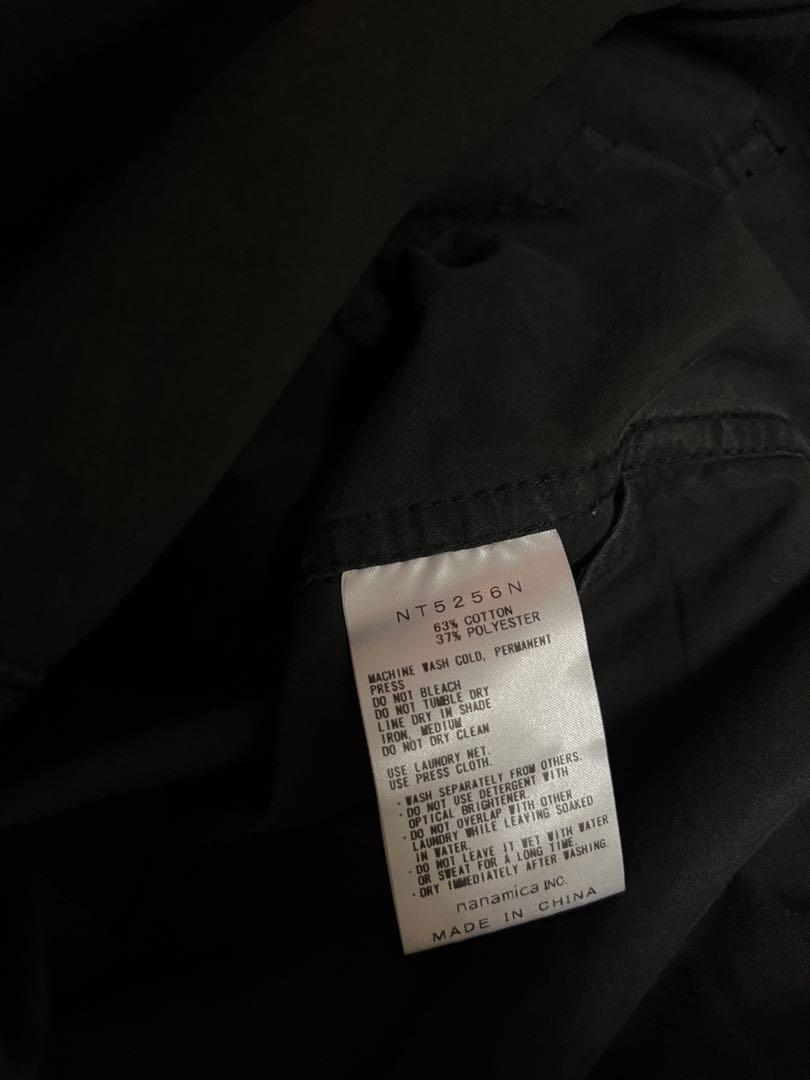 NT5256N
63% COTTON
37% POLYESTER
MACHINE WASH COLD, PERMANENT
PRESS
DO NOT BLEACH
DO NOT TUMBLE DRY
LINE DRY IN SHADE
IRON, MEDIUM
DO NOT DRY CLEAN
USE LAUNDRY NET.
USE PRESS CLOTH.
・WASH SEPARATELY FROM OTHERS.
・DO NOT USE DETERGENT WITH
OPTICAL BRIGHTENER.
・DO NOT OVERLAP WITH OTHER
LAUNDRY WHILE LEAVING SOAKED
IN WATER.
・DO NOT LEAVE IT WET WITH WATER
OR SWEAT FOR A LONG TIME.
・DRY IMMEDIATELY AFTER WASHING.
nanamica INC.
MADE IN CHINA